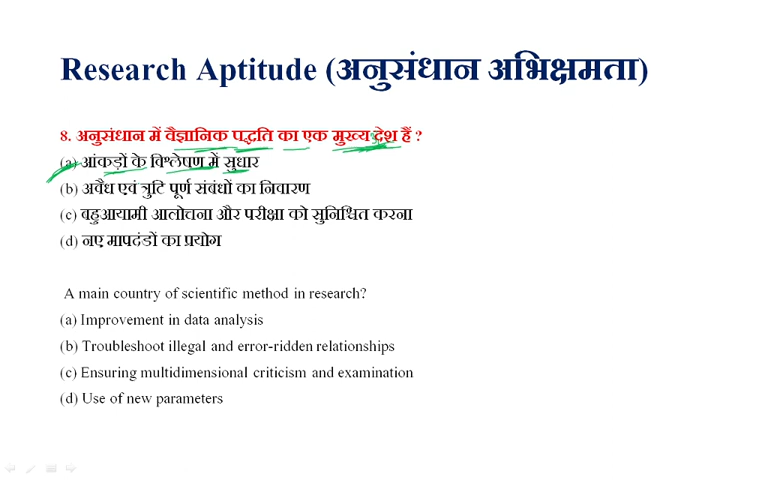 Research Aptitude (अनुसंधान अभिक्षमता)
8. अनुसंधान में वैज्ञानिक पद्धति का एक मुख्य देश हैं ?
(a) आंकड़ों के विश्लेषण में सुधार
(b) अवैध एवं त्रुटि पूर्ण संबंधों का निवारण
(c) बहुआयामी आलोचना और परीक्षा को सुनिश्चित करना
(d) नए मापदंडों का प्रयोग
A main country of scientific method in research?
(a) Improvement in data analysis
(b) Troubleshoot illegal and error-ridden relationships
(c) Ensuring multidimensional criticism and examination
(d) Use of new parameters